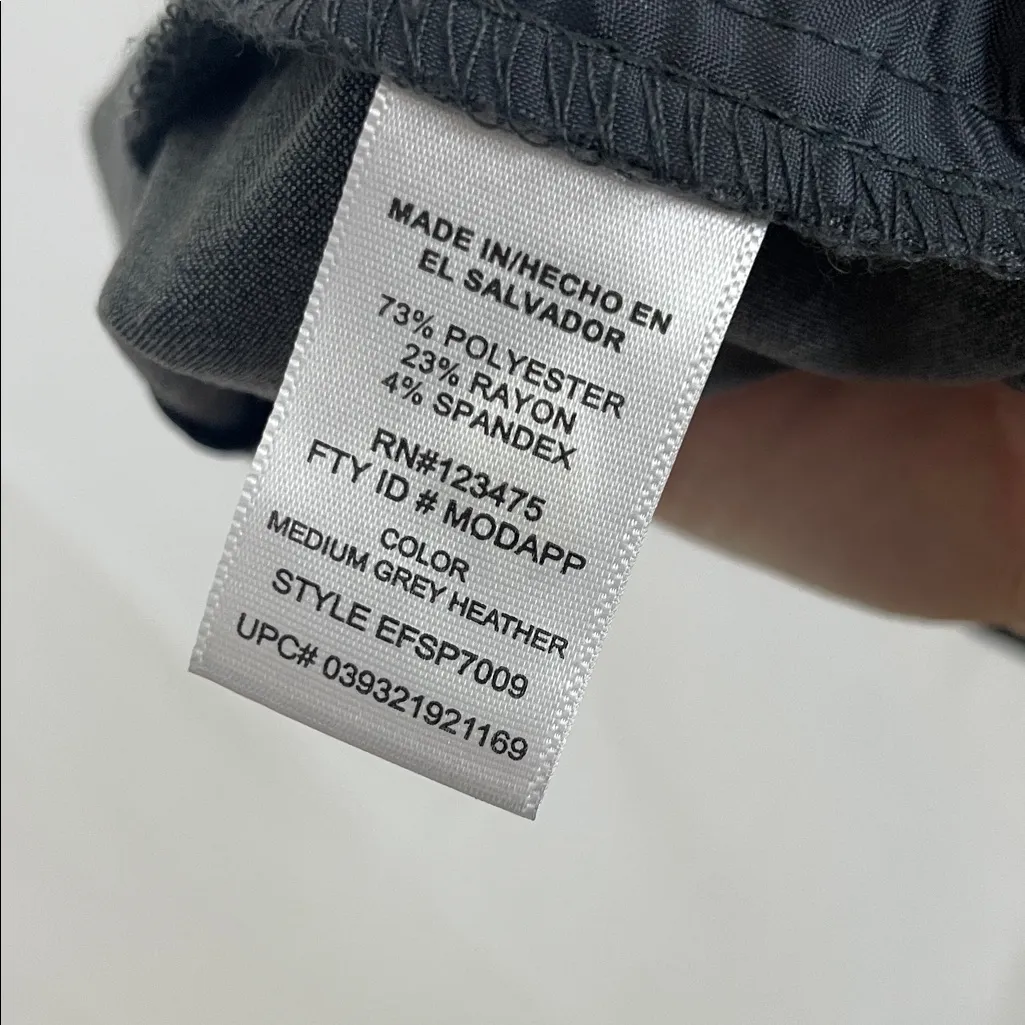 MADE IN/HECHO EN
EL SALVADOR
73% POLYESTER
23% RAYON
4% SPANDEX
RN#123475
FTY ID # MODAPP
COLOR
MEDIUM GREY HEATHER
STYLE EFSP7009
UPC# 039321921169